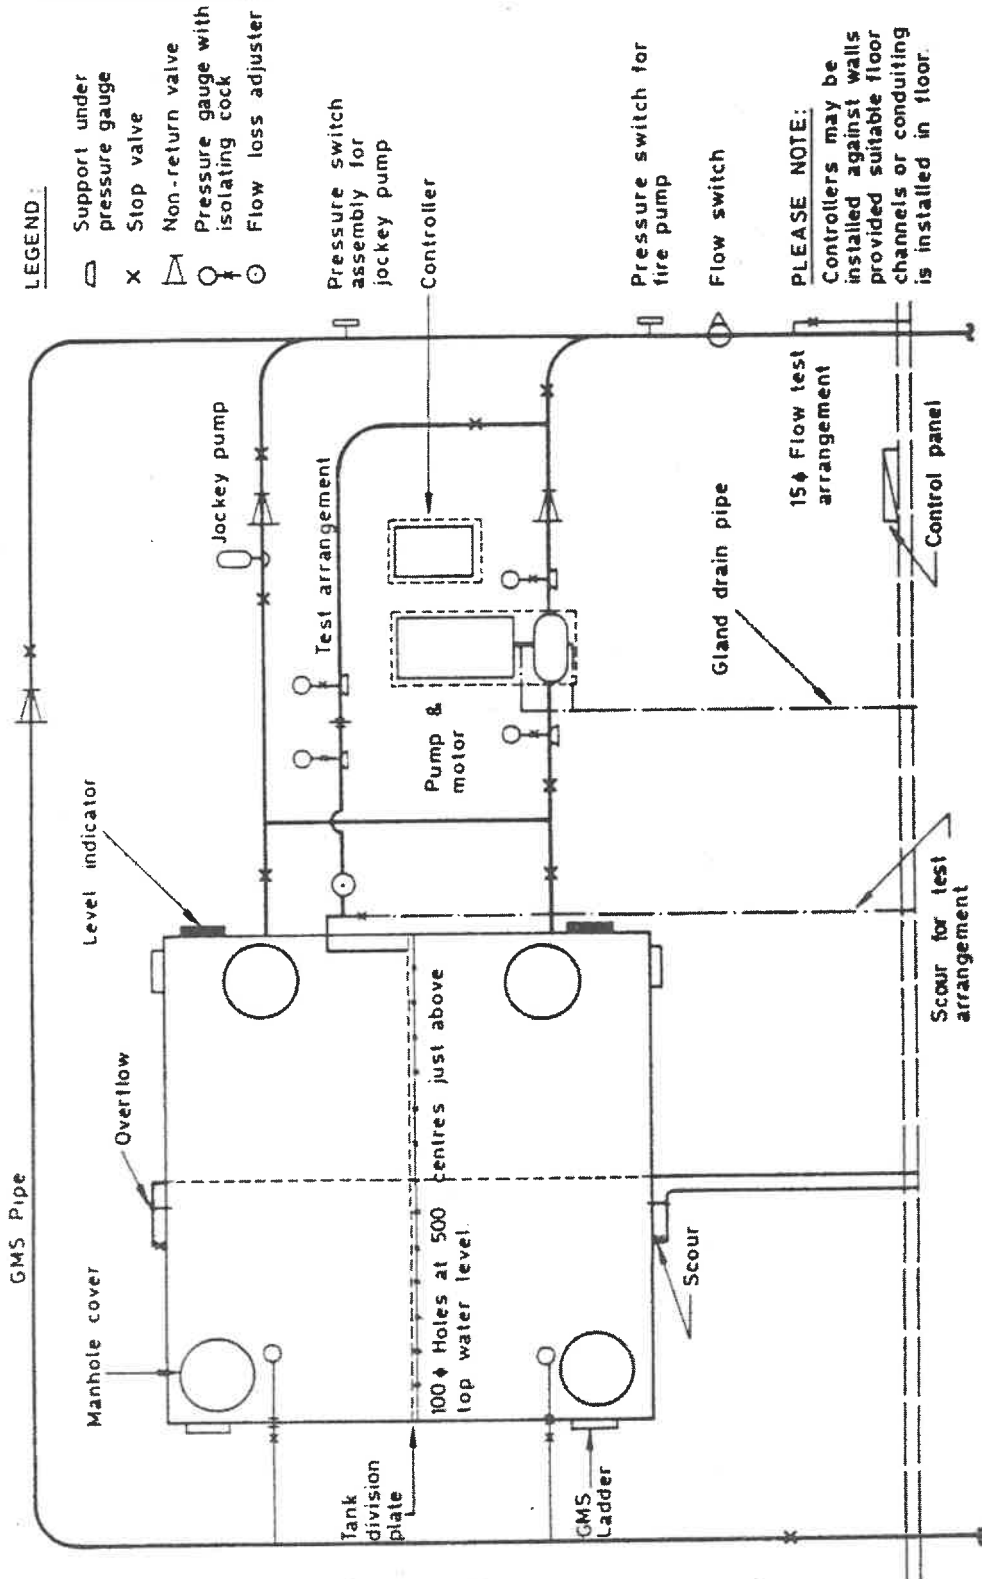 LEGEND:
Support under
pressure gauge
Stop valve
Non-return valve
Pressure gauge with
isolating cock
Flow loss adjuster
Pressure switch
assembly for
jockey pump
Controller
Pressure switch for
fire pump
Flow switch
PLEASE NOTE:
Controllers may be
installed against walls
provided suitable floor
channels or conduiting
is installed in floor.
GMS Pipe
Manhole cover
Overflow
Level indicator
Jockey pump
Test arrangement
Pump &
motor
15ϕ Flow test
arrangement
Control panel
Gland drain pipe
Scour for test
arrangement
100ϕ Holes at 500 centres just above
top water level
Tank
division
plate
GMS
Ladder
Scour